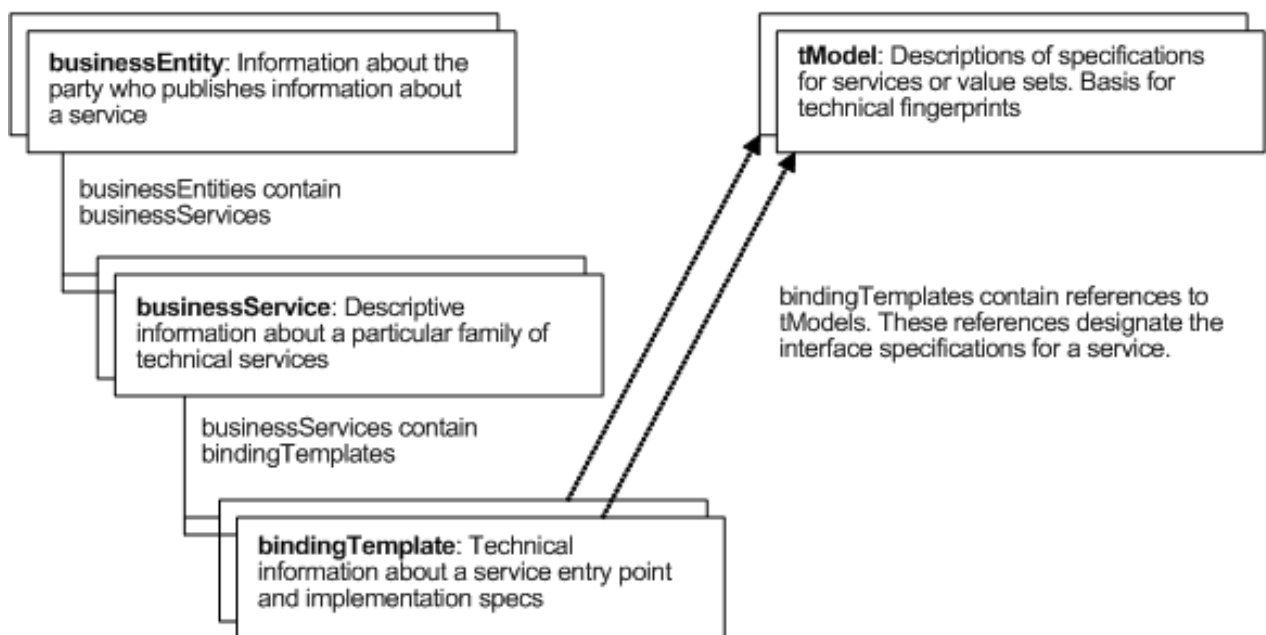 businessEntity: Information about the
party who publishes information about
a service
tModel: Descriptions of specifications
for services or value sets. Basis for
technical fingerprints
businessEntities contain
businessServices
businessService: Descriptive
information about a particular family of
technical services
bindingTemplates contain references to
tModels. These references designate the
interface specifications for a service.
businessServices contain
bindingTemplates
bindingTemplate: Technical
information about a service entry point
and implementation specs